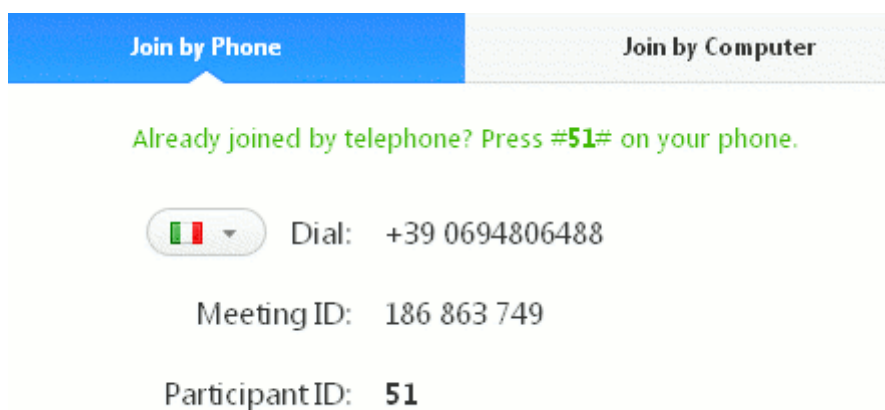 Join by Phone Join by Computer
Already joined by telephone? Press #51# on your phone.
Dial: +39 0694806488
Meeting ID: 186 863 749
Participant ID: 51